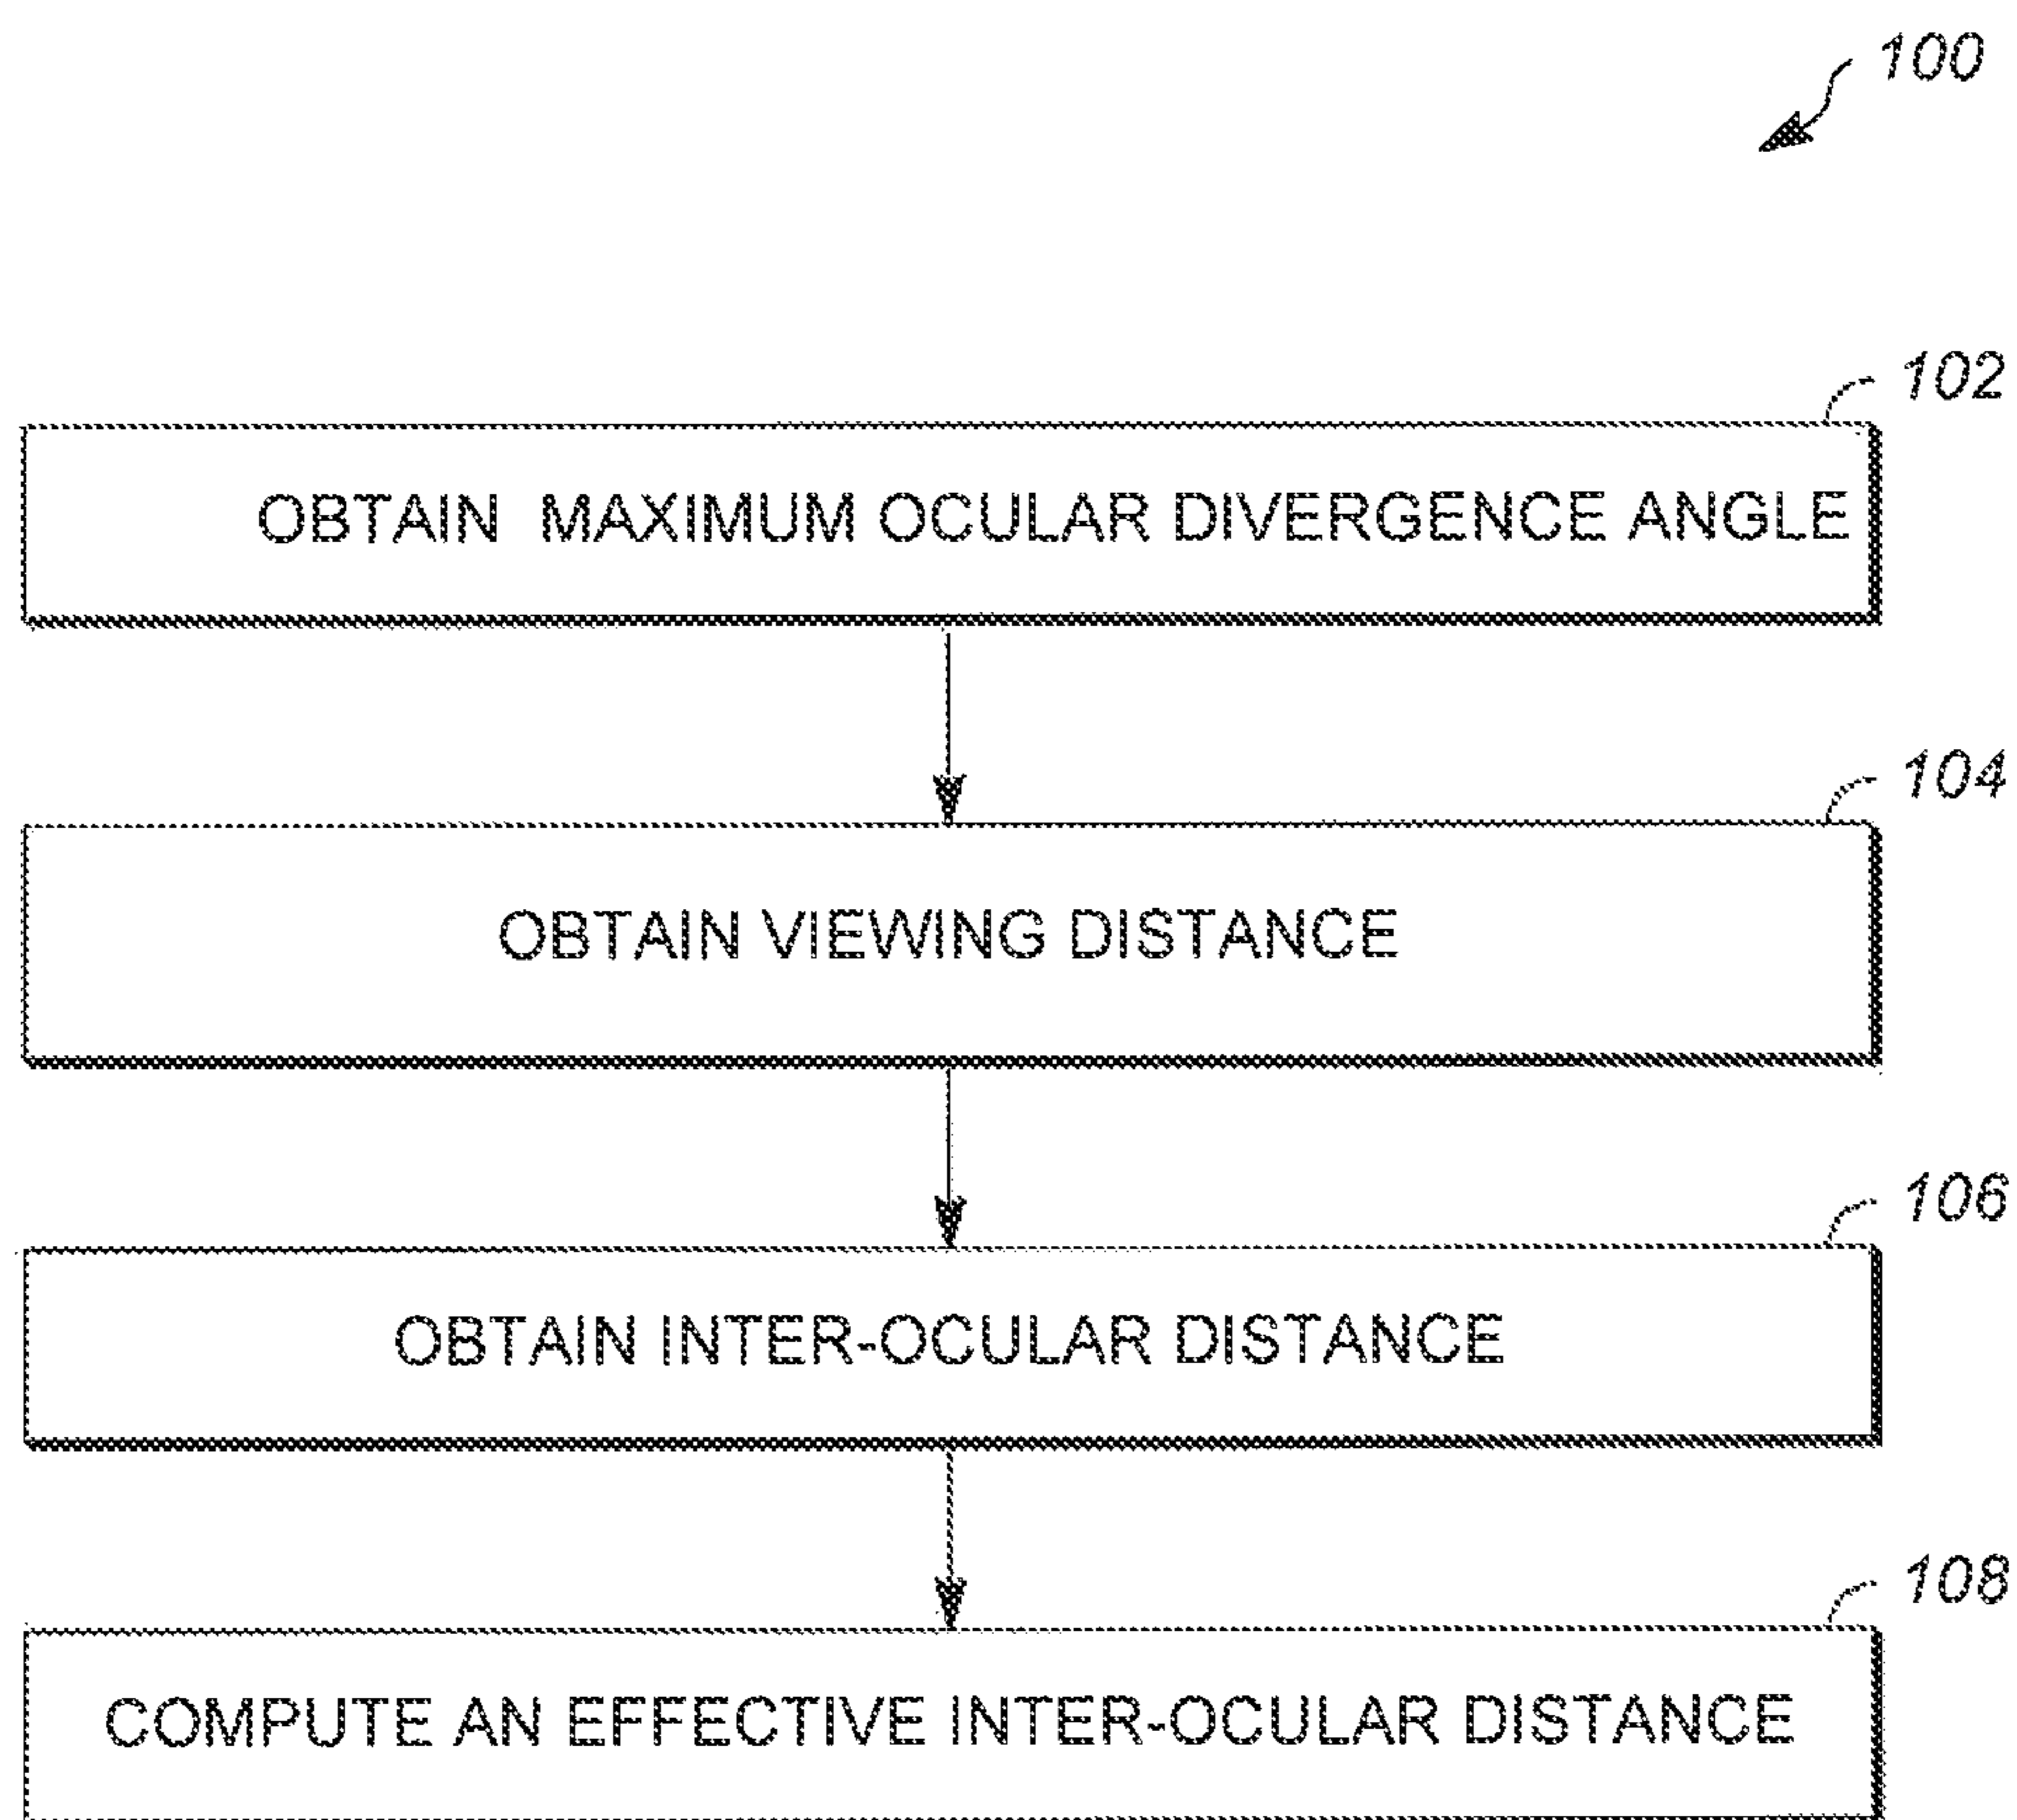 100
102
OBTAIN MAXIMUM OCULAR DIVERGENCE ANGLE
104
OBTAIN VIEWING DISTANCE
106
OBTAIN INTER-OCULAR DISTANCE
108
COMPUTE AN EFFECTIVE INTER-OCULAR DISTANCE